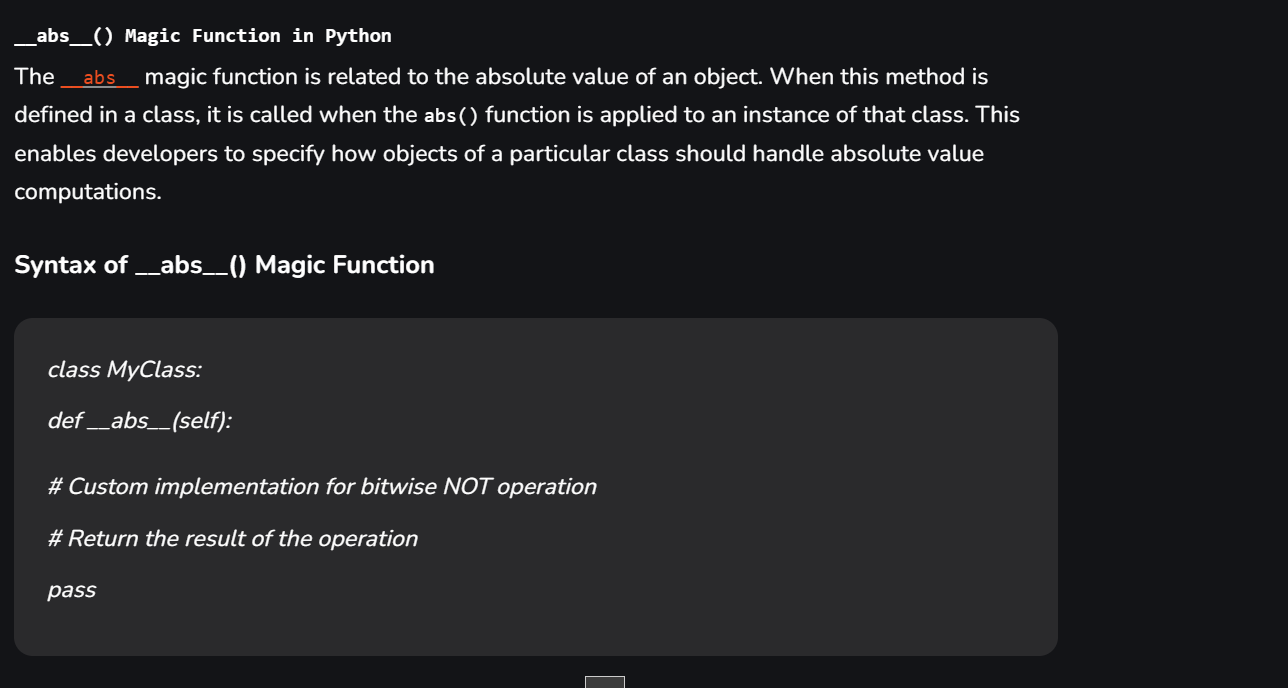 __abs__() Magic Function in Python
The __abs__ magic function is related to the absolute value of an object. When this method is
defined in a class, it is called when the abs() function is applied to an instance of that class. This
enables developers to specify how objects of a particular class should handle absolute value
computations.
Syntax of __abs__() Magic Function
class MyClass:
def __abs__(self):
# Custom implementation for bitwise NOT operation
# Return the result of the operation
pass